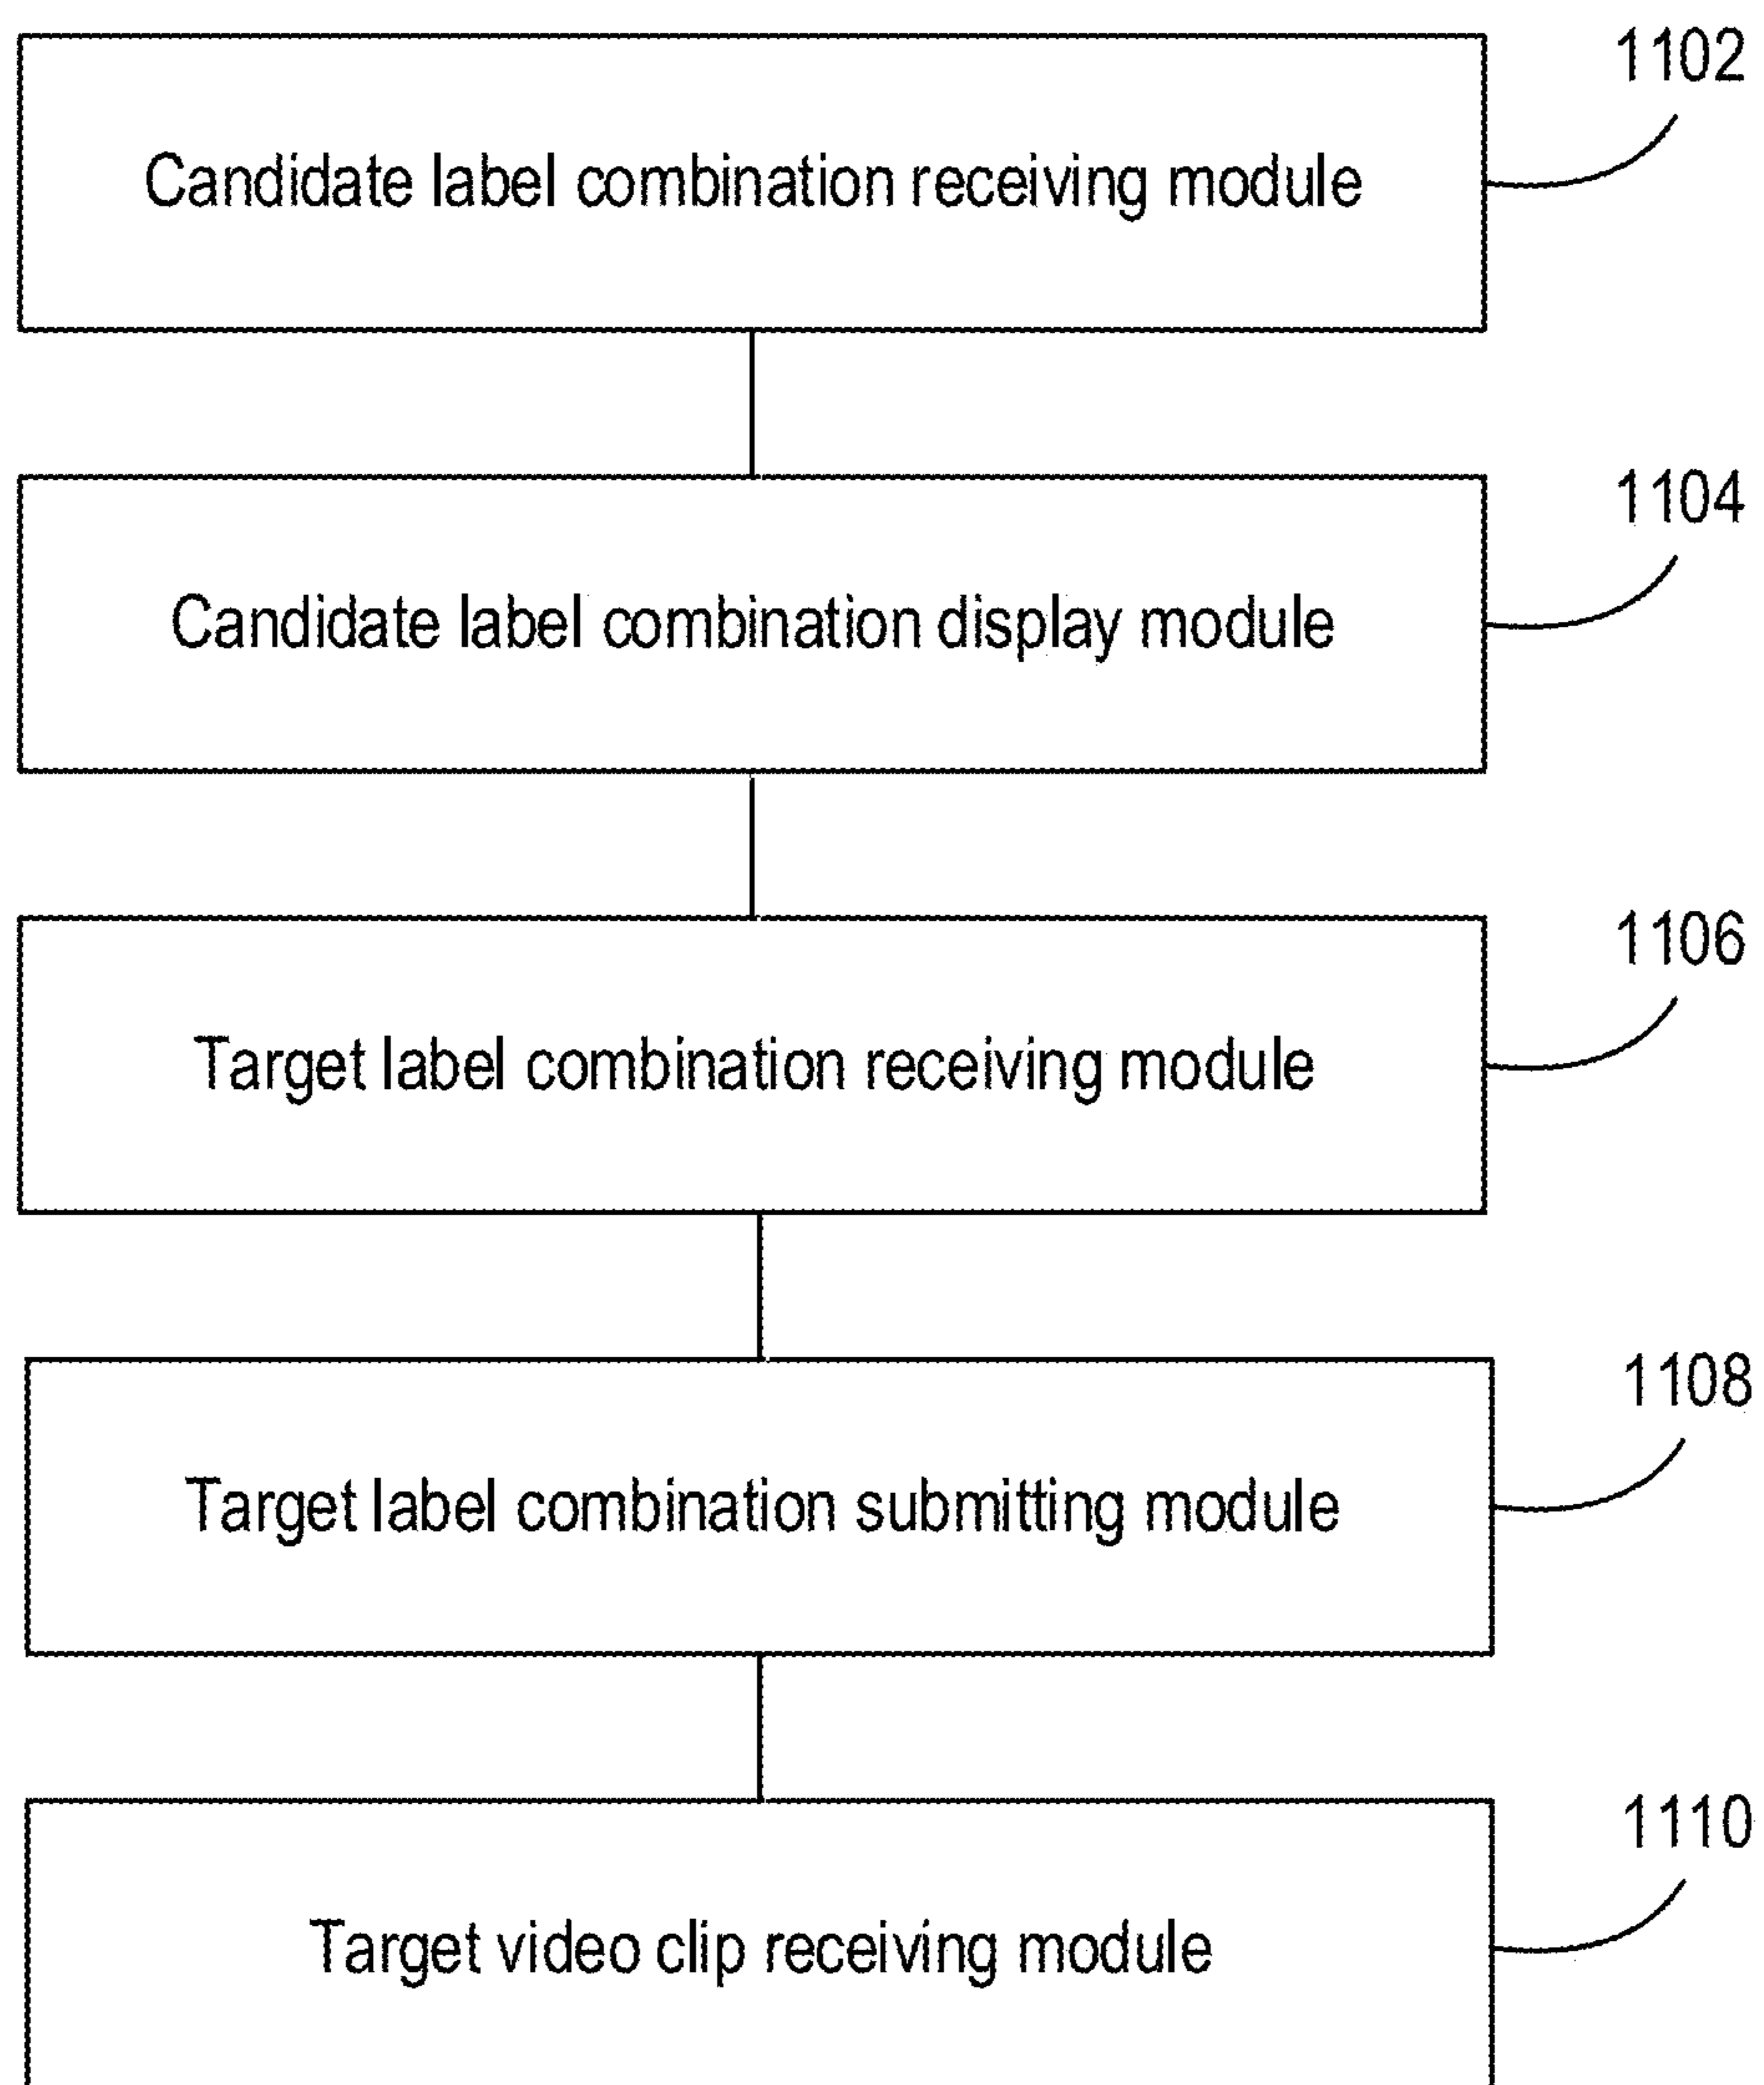 1102
Candidate label combination receiving module
1104
Candidate label combination display module
1106
Target label combination receiving module
1108
Target label combination submitting module
1110
Target video clip receiving module